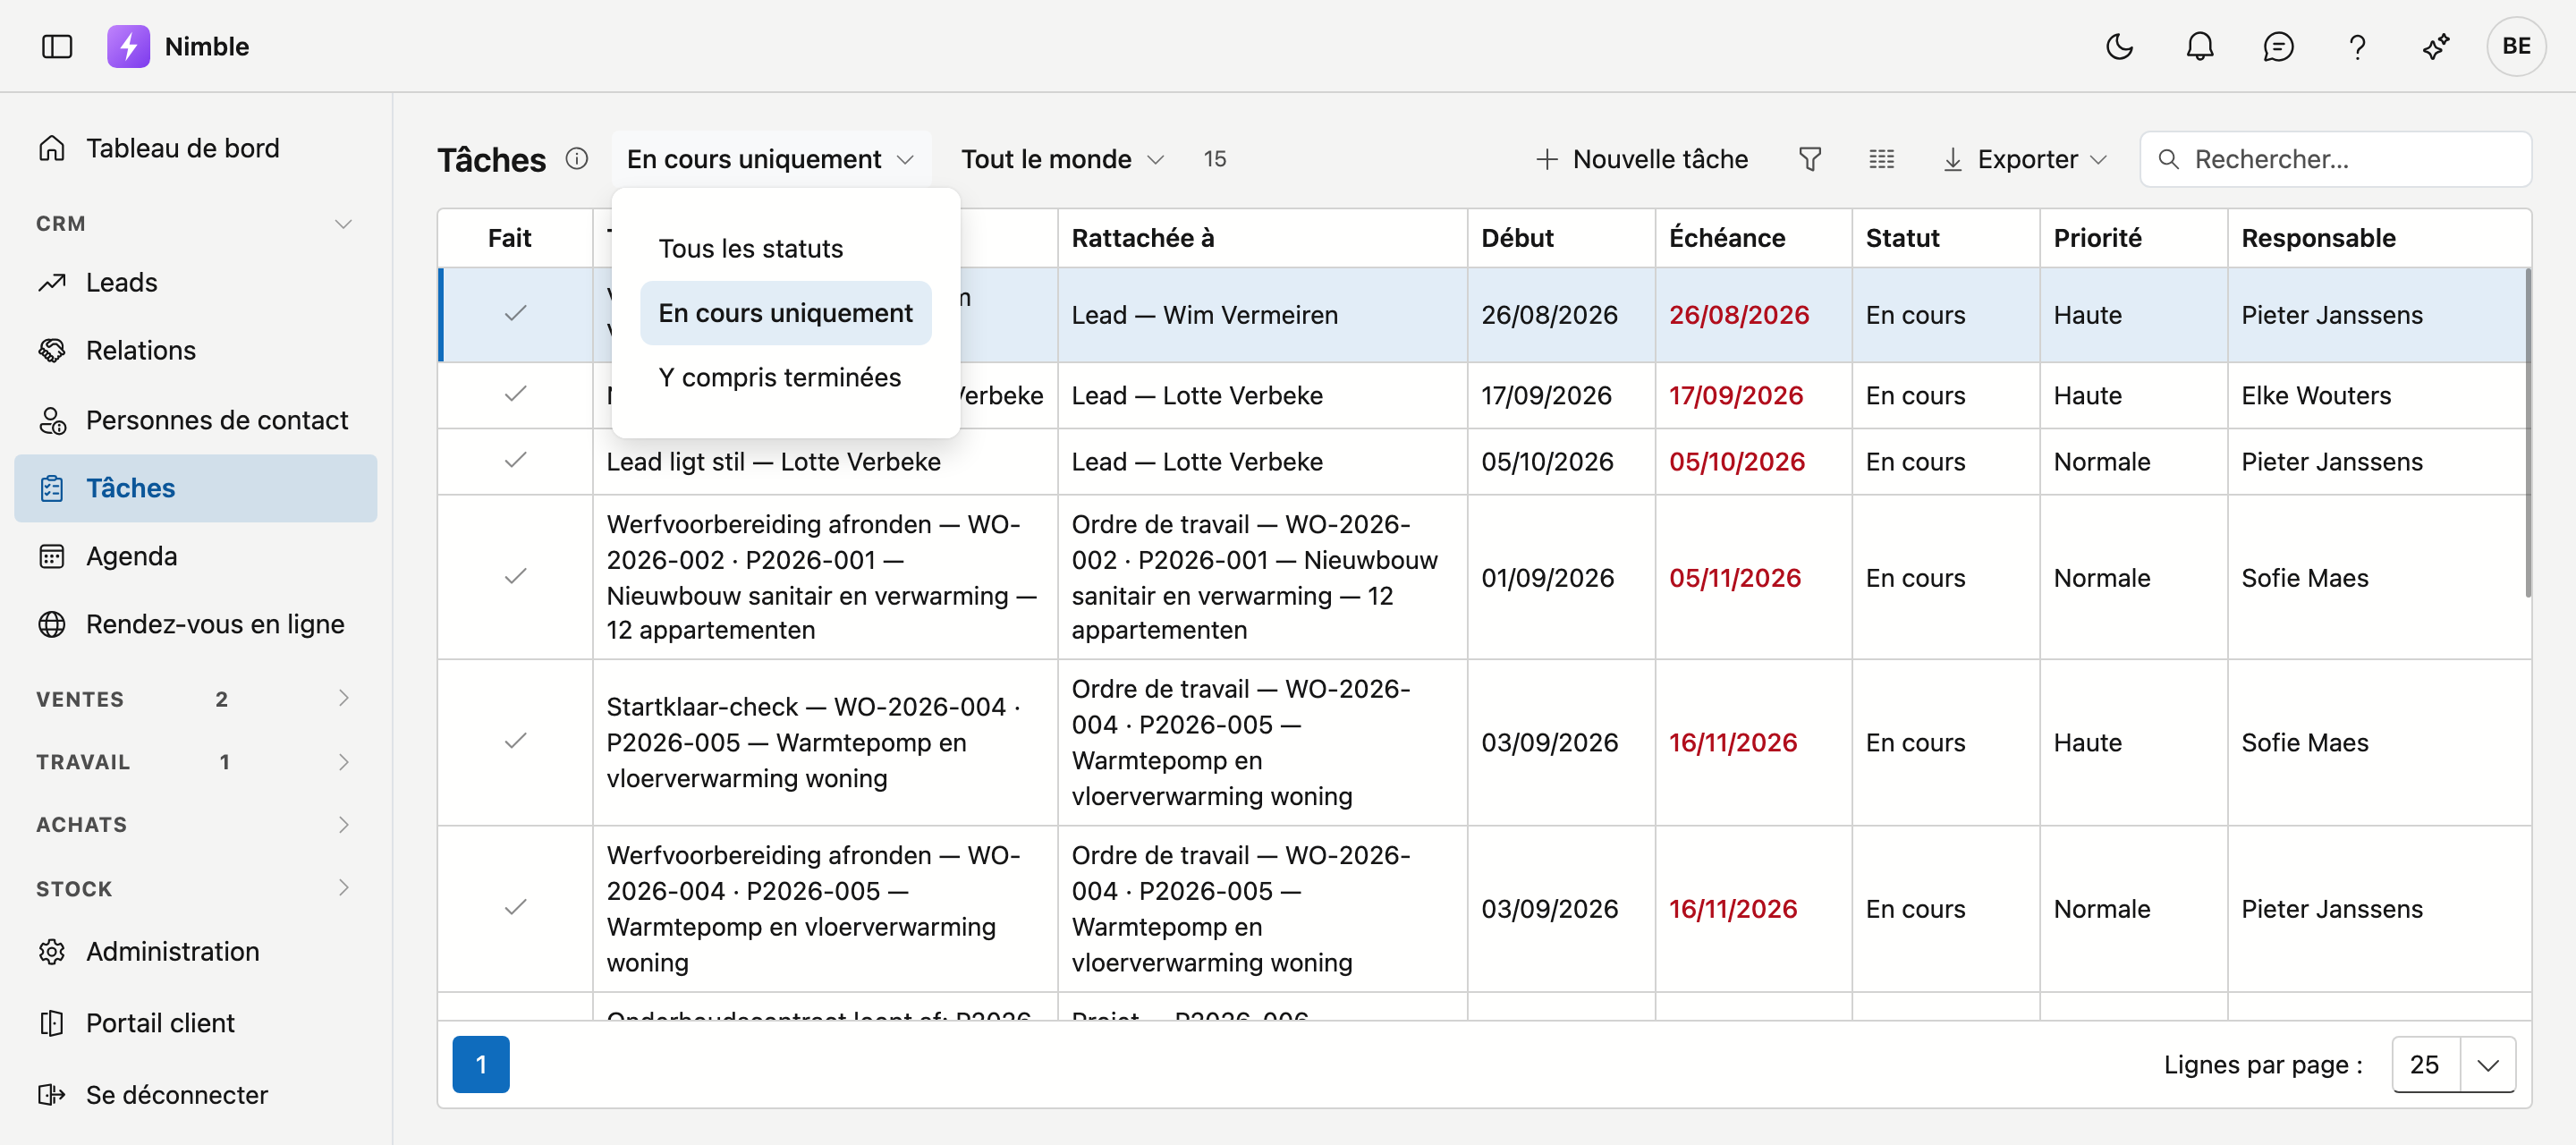 Nimble
BE
Tableau de bord
CRM
Leads
Relations
Personnes de contact
Tâches
Agenda
Rendez-vous en ligne
VENTES 2
TRAVAIL 1
ACHATS
STOCK
Administration
Portail client
Se déconnecter
Tâches En cours uniquement Tout le monde 15 Nouvelle tâche Exporter Rechercher...
Tous les statuts
En cours uniquement
Y compris terminées
Fait Rattachée à Début Échéance Statut Priorité Responsable
Lead — Wim Vermeiren 26/08/2026 26/08/2026 En cours Haute Pieter Janssens
Verbeke Lead — Lotte Verbeke 17/09/2026 17/09/2026 En cours Haute Elke Wouters
Lead ligt stil — Lotte Verbeke Lead — Lotte Verbeke 05/10/2026 05/10/2026 En cours Normale Pieter Janssens
Werfvoorbereiding afronden — WO-
2026-002 · P2026-001 —
Nieuwbouw sanitair en verwarming —
12 appartementen
Ordre de travail — WO-2026-
002 · P2026-001 — Nieuwbouw
sanitair en verwarming — 12
appartementen
01/09/2026 05/11/2026 En cours Normale Sofie Maes
Startklaar-check — WO-2026-004 ·
P2026-005 — Warmtepomp en
vloerverwarming woning
Ordre de travail — WO-2026-
004 · P2026-005 —
Warmtepomp en
vloerverwarming woning
03/09/2026 16/11/2026 En cours Haute Sofie Maes
Werfvoorbereiding afronden — WO-
2026-004 · P2026-005 —
Warmtepomp en vloerverwarming
woning
Ordre de travail — WO-2026-
004 · P2026-005 —
Warmtepomp en
vloerverwarming woning
03/09/2026 16/11/2026 En cours Normale Pieter Janssens
Onderhoudscontract loopt af: P2026 Projet — P2026-006
1
Lignes par page : 25